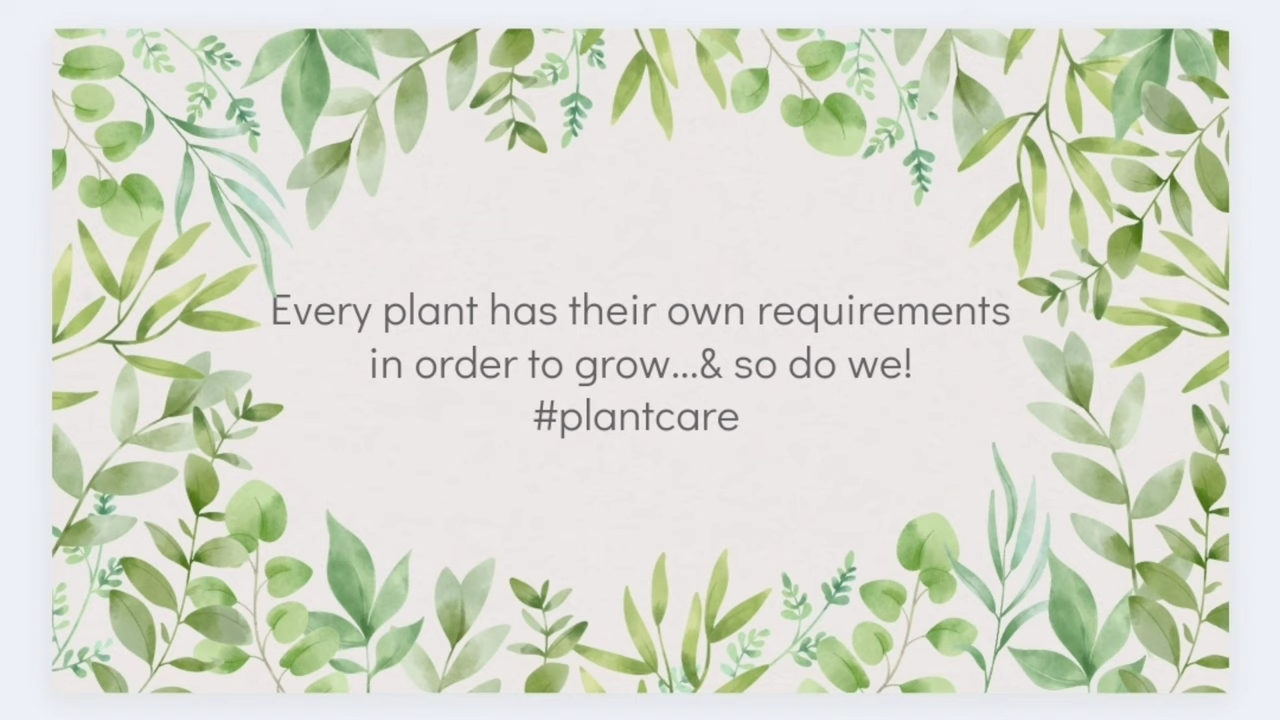 Every plant has their own requirements
in order to grow...& so do we!
#plantcare